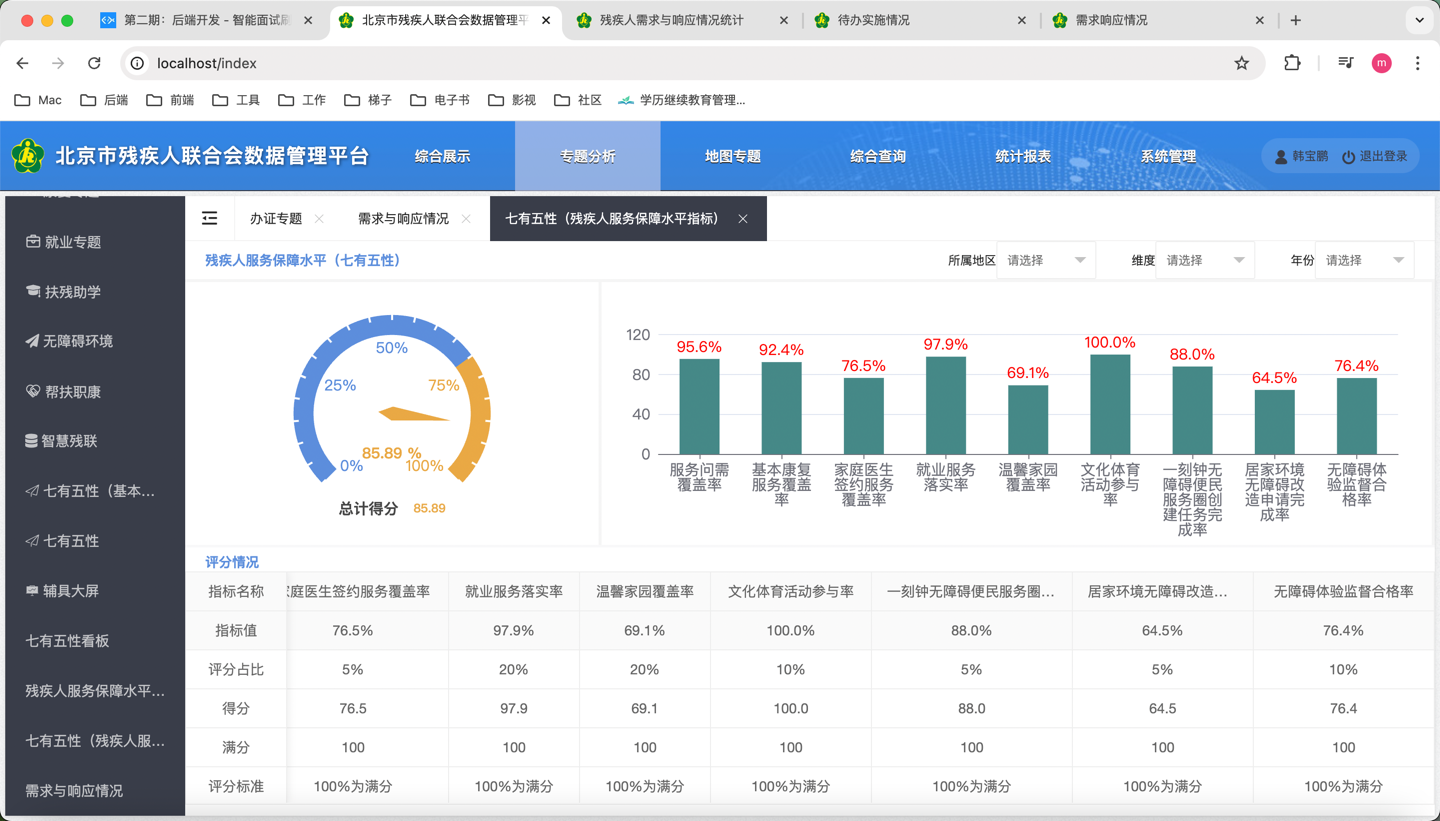 第二期：后端开发 - 智能面试刷
北京市残疾人联合会数据管理平
残疾人需求与响应情况统计
待办实施情况
需求响应情况
localhost/index
m
Mac
后端
前端
工具
工作
梯子
电子书
影视
社区
学历继续教育管理...
北京市残疾人联合会数据管理平台
综合展示
专题分析
地图专题
综合查询
统计报表
系统管理
韩宝鹏
退出登录
就业专题
扶残助学
无障碍环境
帮扶职康
智慧残联
七有五性（基本...
七有五性
辅具大屏
七有五性看板
残疾人服务保障水平...
七有五性（残疾人服...
需求与响应情况
办证专题
需求与响应情况
七有五性（残疾人服务保障水平指标）
残疾人服务保障水平（七有五性）
所属地区 请选择
维度 请选择
年份 请选择
50%
25%
75%
85.89 %
0%
100%
总计得分 85.89
120
80
40
0
95.6%
92.4%
76.5%
97.9%
69.1%
100.0%
88.0%
64.5%
76.4%
服务问需
覆盖率
基本康复
服务覆盖
率
家庭医生
签约服务
覆盖率
就业服务
落实率
温馨家园
覆盖率
文化体育
活动参与
率
一刻钟无
障碍便民
服务圈创
建任务完
成率
居家环境
无障碍改
造申请完
成率
无障碍体
验监督合
格率
评分情况
指标名称 庭医生签约服务覆盖率 就业服务落实率 温馨家园覆盖率 文化体育活动参与率 一刻钟无障碍便民服务圈... 居家环境无障碍改造... 无障碍体验监督合格率
指标值 76.5% 97.9% 69.1% 100.0% 88.0% 64.5% 76.4%
评分占比 5% 20% 20% 10% 5% 5% 10%
得分 76.5 97.9 69.1 100.0 88.0 64.5 76.4
满分 100 100 100 100 100 100 100
评分标准 100%为满分 100%为满分 100%为满分 100%为满分 100%为满分 100%为满分 100%为满分